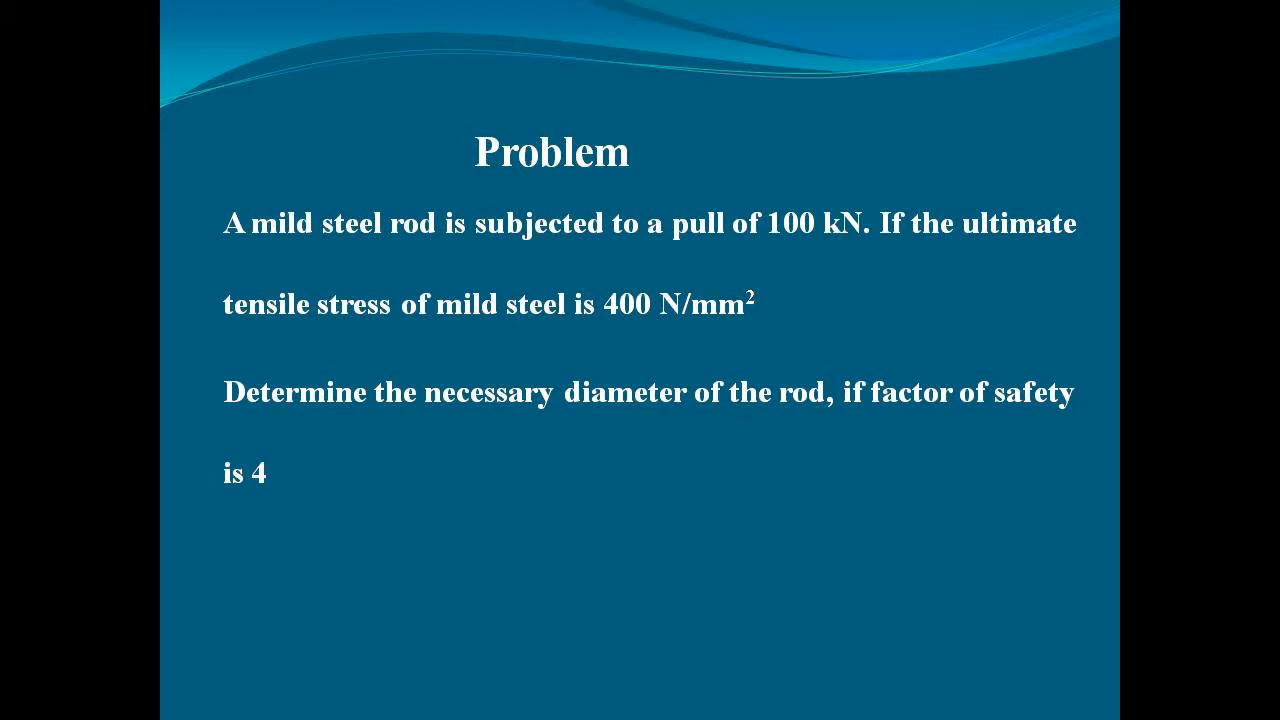 Problem
A mild steel rod is subjected to a pull of 100 kN. If the ultimate
tensile stress of mild steel is 400 N/mm²
Determine the necessary diameter of the rod, if factor of safety
is 4